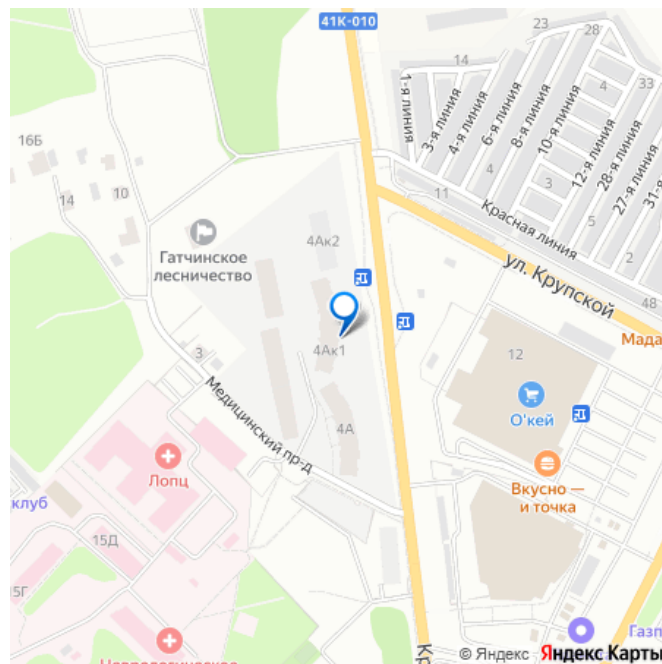 41К-010
23
28
14
33
1-я линия
3-я линия
4-я линия
6-я линия
8-я линия
10-я линия
12-я линия
28-я линия
27-я линия
31-я
4
4
3
5
2
11
Красная линия
16Б
14
10
Гатчинское
лесничество
4Ак2
ул. Крупской
48
Мада
4Ак1
3
12
О'кей
Медицинский пр-д
4А
Лопц
Вкусно —
и точка
клуб
15Д
15Г
Газп
Кр
© Яндекс Яндекс Карты